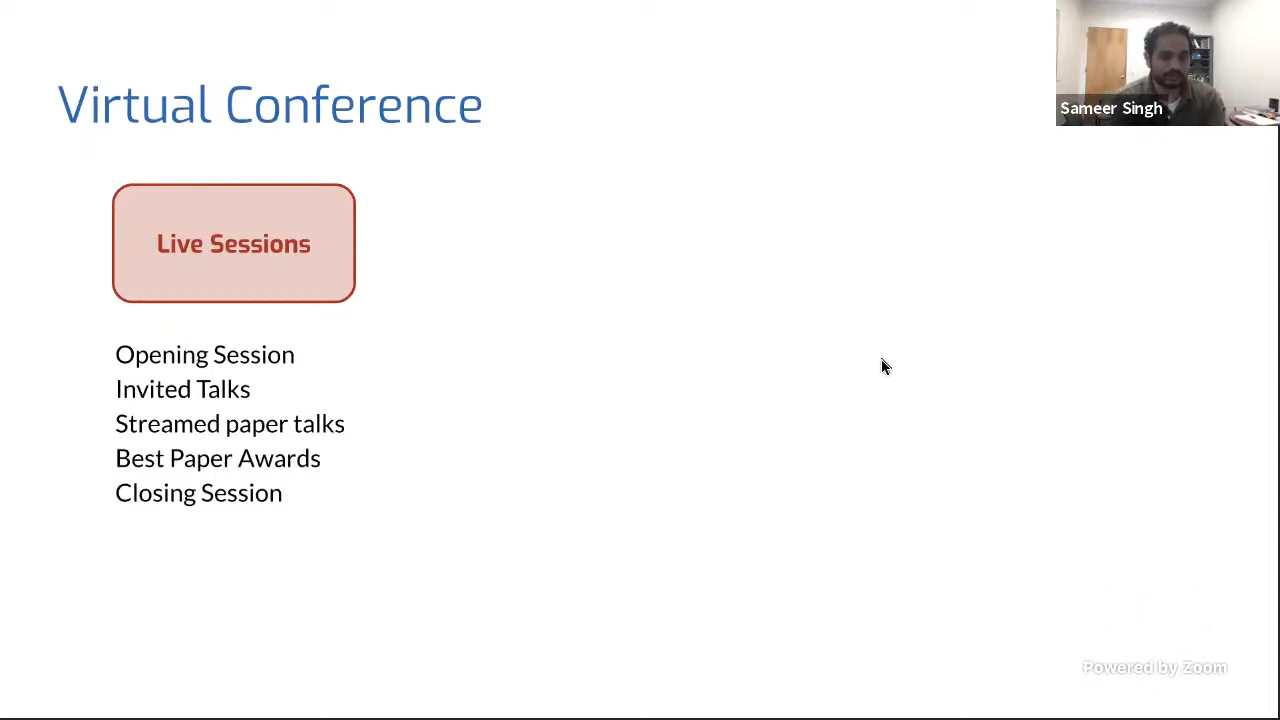 Virtual Conference
Sameer Singh
Live Sessions
Opening Session
Invited Talks
Streamed paper talks
Best Paper Awards
Closing Session
Powered by Zoom